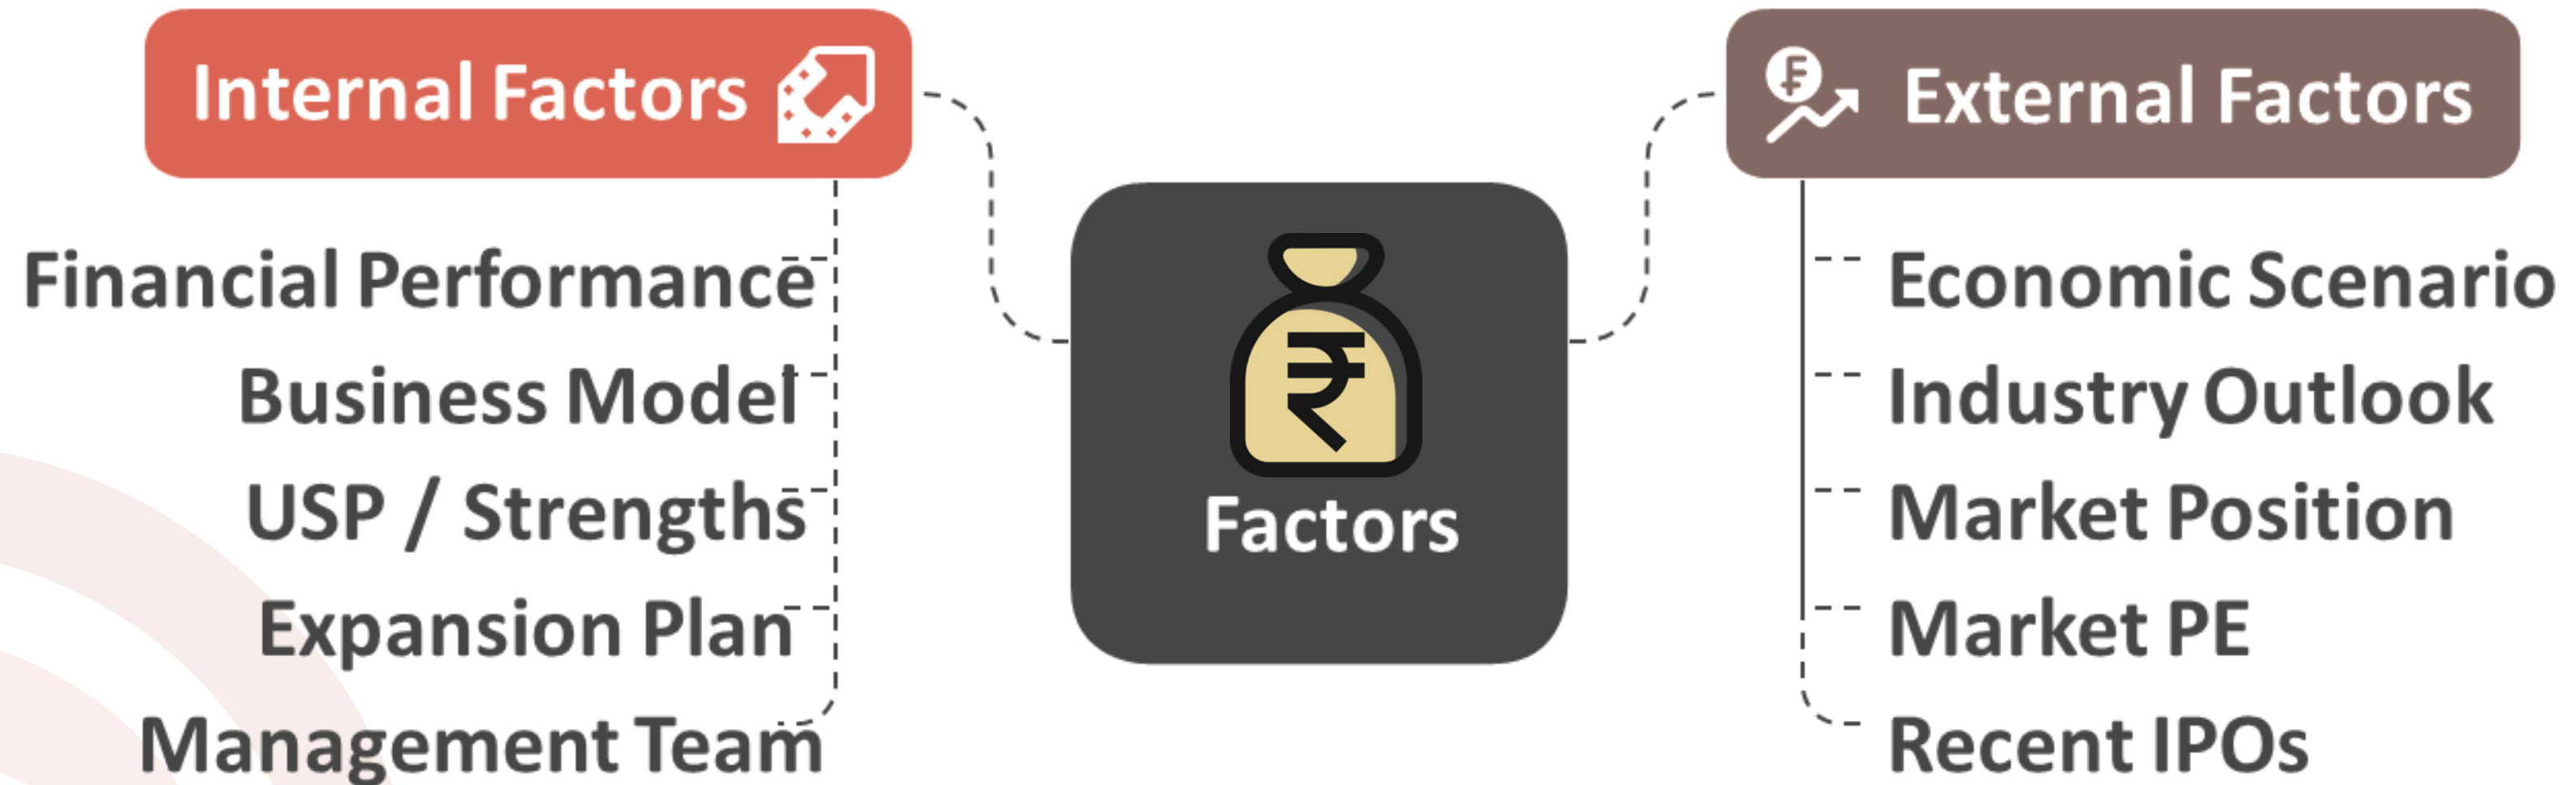 Internal Factors
Financial Performance
Business Model
USP / Strengths
Expansion Plan
Management Team
₹
Factors
External Factors
Economic Scenario
Industry Outlook
Market Position
Market PE
Recent IPOs